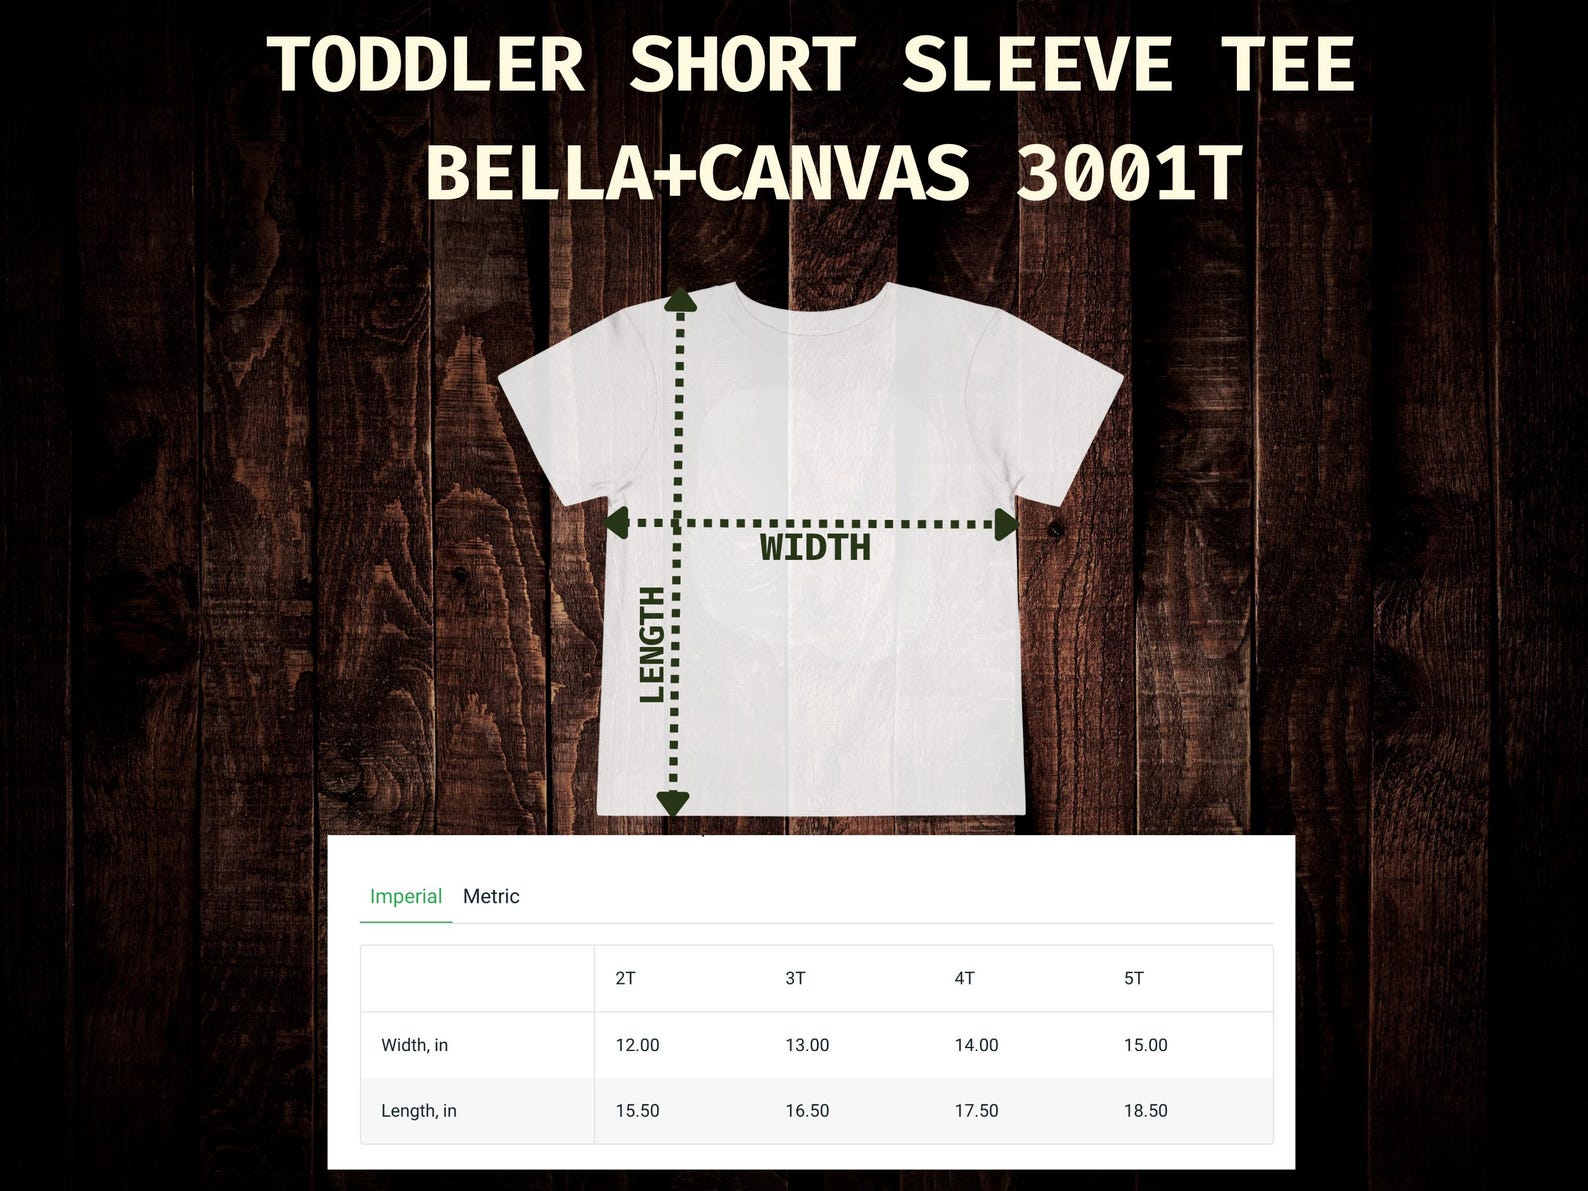 TODDLER SHORT SLEEVE TEE
BELLA+CANVAS 3001T
WIDTH
LENGTH
Imperial Metric
2T 3T 4T 5T
Width, in 12.00 13.00 14.00 15.00
Length, in 15.50 16.50 17.50 18.50